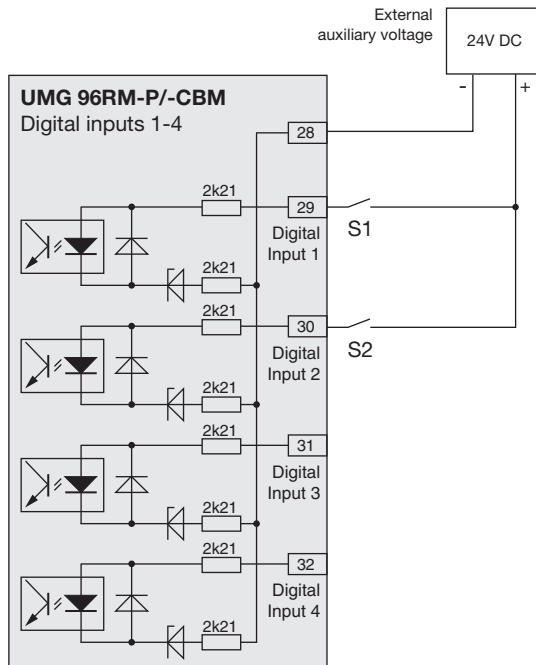 External
auxiliary voltage
24V DC
-
+
UMG 96RM-P/-CBM
Digital inputs 1-4
28
2k21
29
S1
Digital
Input 1
2k21
2k21
30
S2
Digital
Input 2
2k21
2k21
31
Digital
Input 3
2k21
2k21
32
Digital
Input 4
2k21